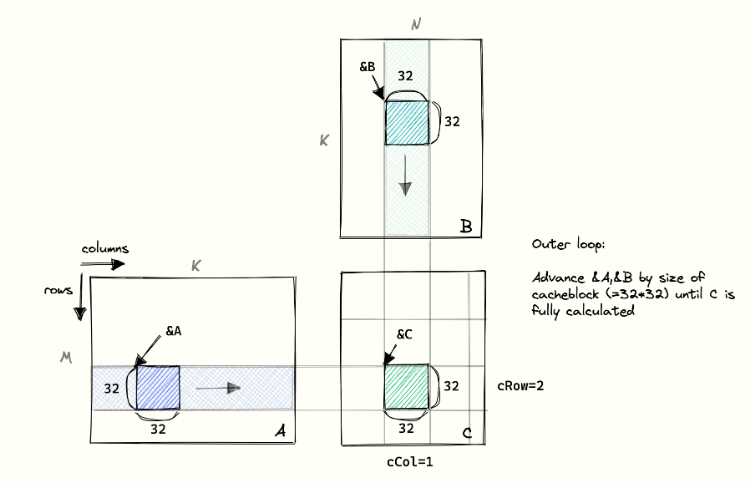 N
&B
32
32
K
B
columns
K
rows
&A
M
32
32
A
&C
32
32
C
cRow=2
cCol=1
Outer loop:
Advance &A,&B by size of
cacheblock (=32*32) until C is
fully calculated